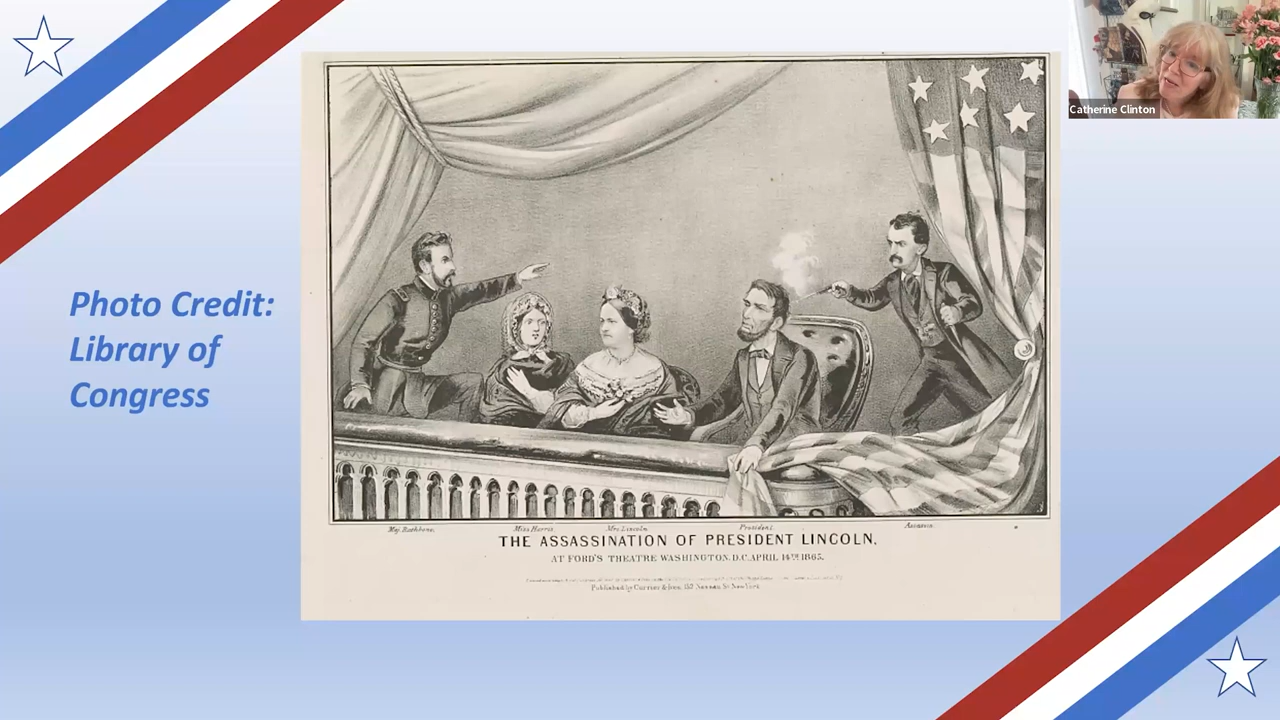 Catherine Clinton
Photo Credit:
Library of
Congress
Maj. Rathbone.
Miss Harris.
Mrs. Lincoln.
President.
Assassin.
THE ASSASSINATION OF PRESIDENT LINCOLN,
AT FORD'S THEATRE WASHINGTON. D.C. APRIL 14TH 1865.
Published by Currier & Ives, 152 Nassau St. New York